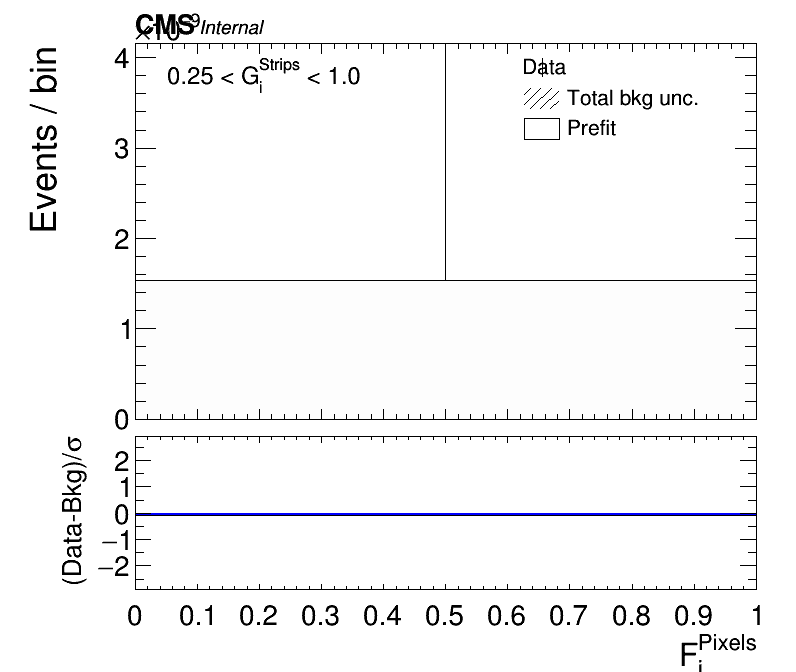 CMS Internal
×10⁻⁹
Events / bin
4
3
2
1
0
0.25 < G_i^Strips < 1.0
Data
Total bkg unc.
Prefit
(Data-Bkg)/σ
2
1
0
−1
−2
0 0.1 0.2 0.3 0.4 0.5 0.6 0.7 0.8 0.9 1
F_i^Pixels